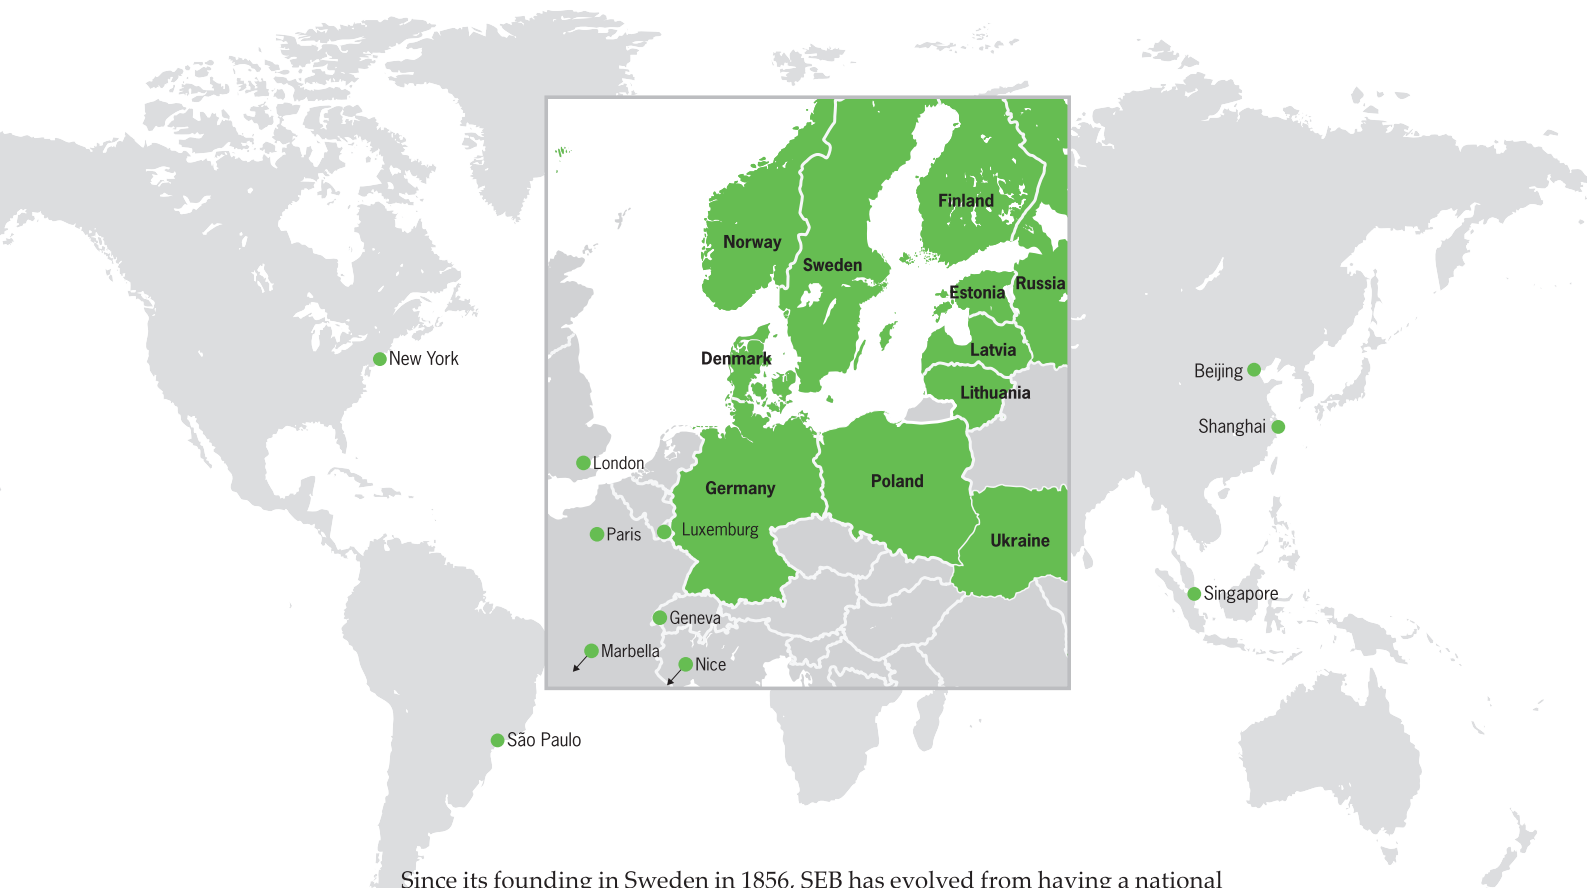 Finland
Norway
Sweden
Russia
Estonia
Latvia
Denmark
New York
Beijing
Lithuania
Shanghai
London
Poland
Germany
Luxemburg
Paris
Ukraine
Singapore
Geneva
Marbella
Nice
São Paulo
Since its founding in Sweden in 1856, SEB has evolved from having a national